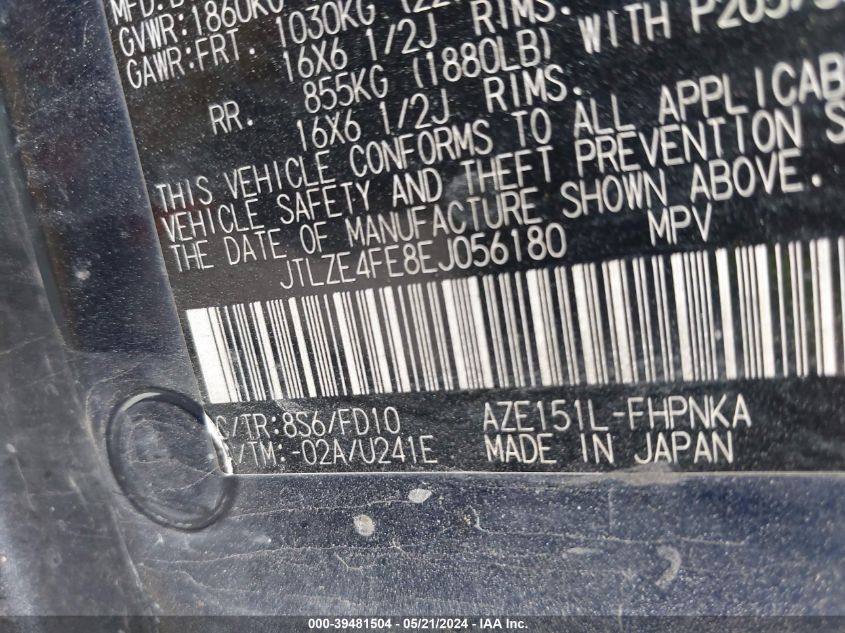 GVWR:1860KG
GAWR:FRT. 1030KG
16X6 1/2J RIMS. WITH
RR. 855KG (1880LB)
16X6 1/2J RIMS.
THIS VEHICLE CONFORMS TO ALL APPLICAB
VEHICLE SAFETY AND THEFT PREVENTION S
THE DATE OF MANUFACTURE SHOWN ABOVE.
JTLZE4FE8EJ056180 MPV
C/TR:8S6/FD10 AZE151L-FHPNKA
/TM:-02A/U241E MADE IN JAPAN
000-39481504 - 05/21/2024 - IAAI Inc.